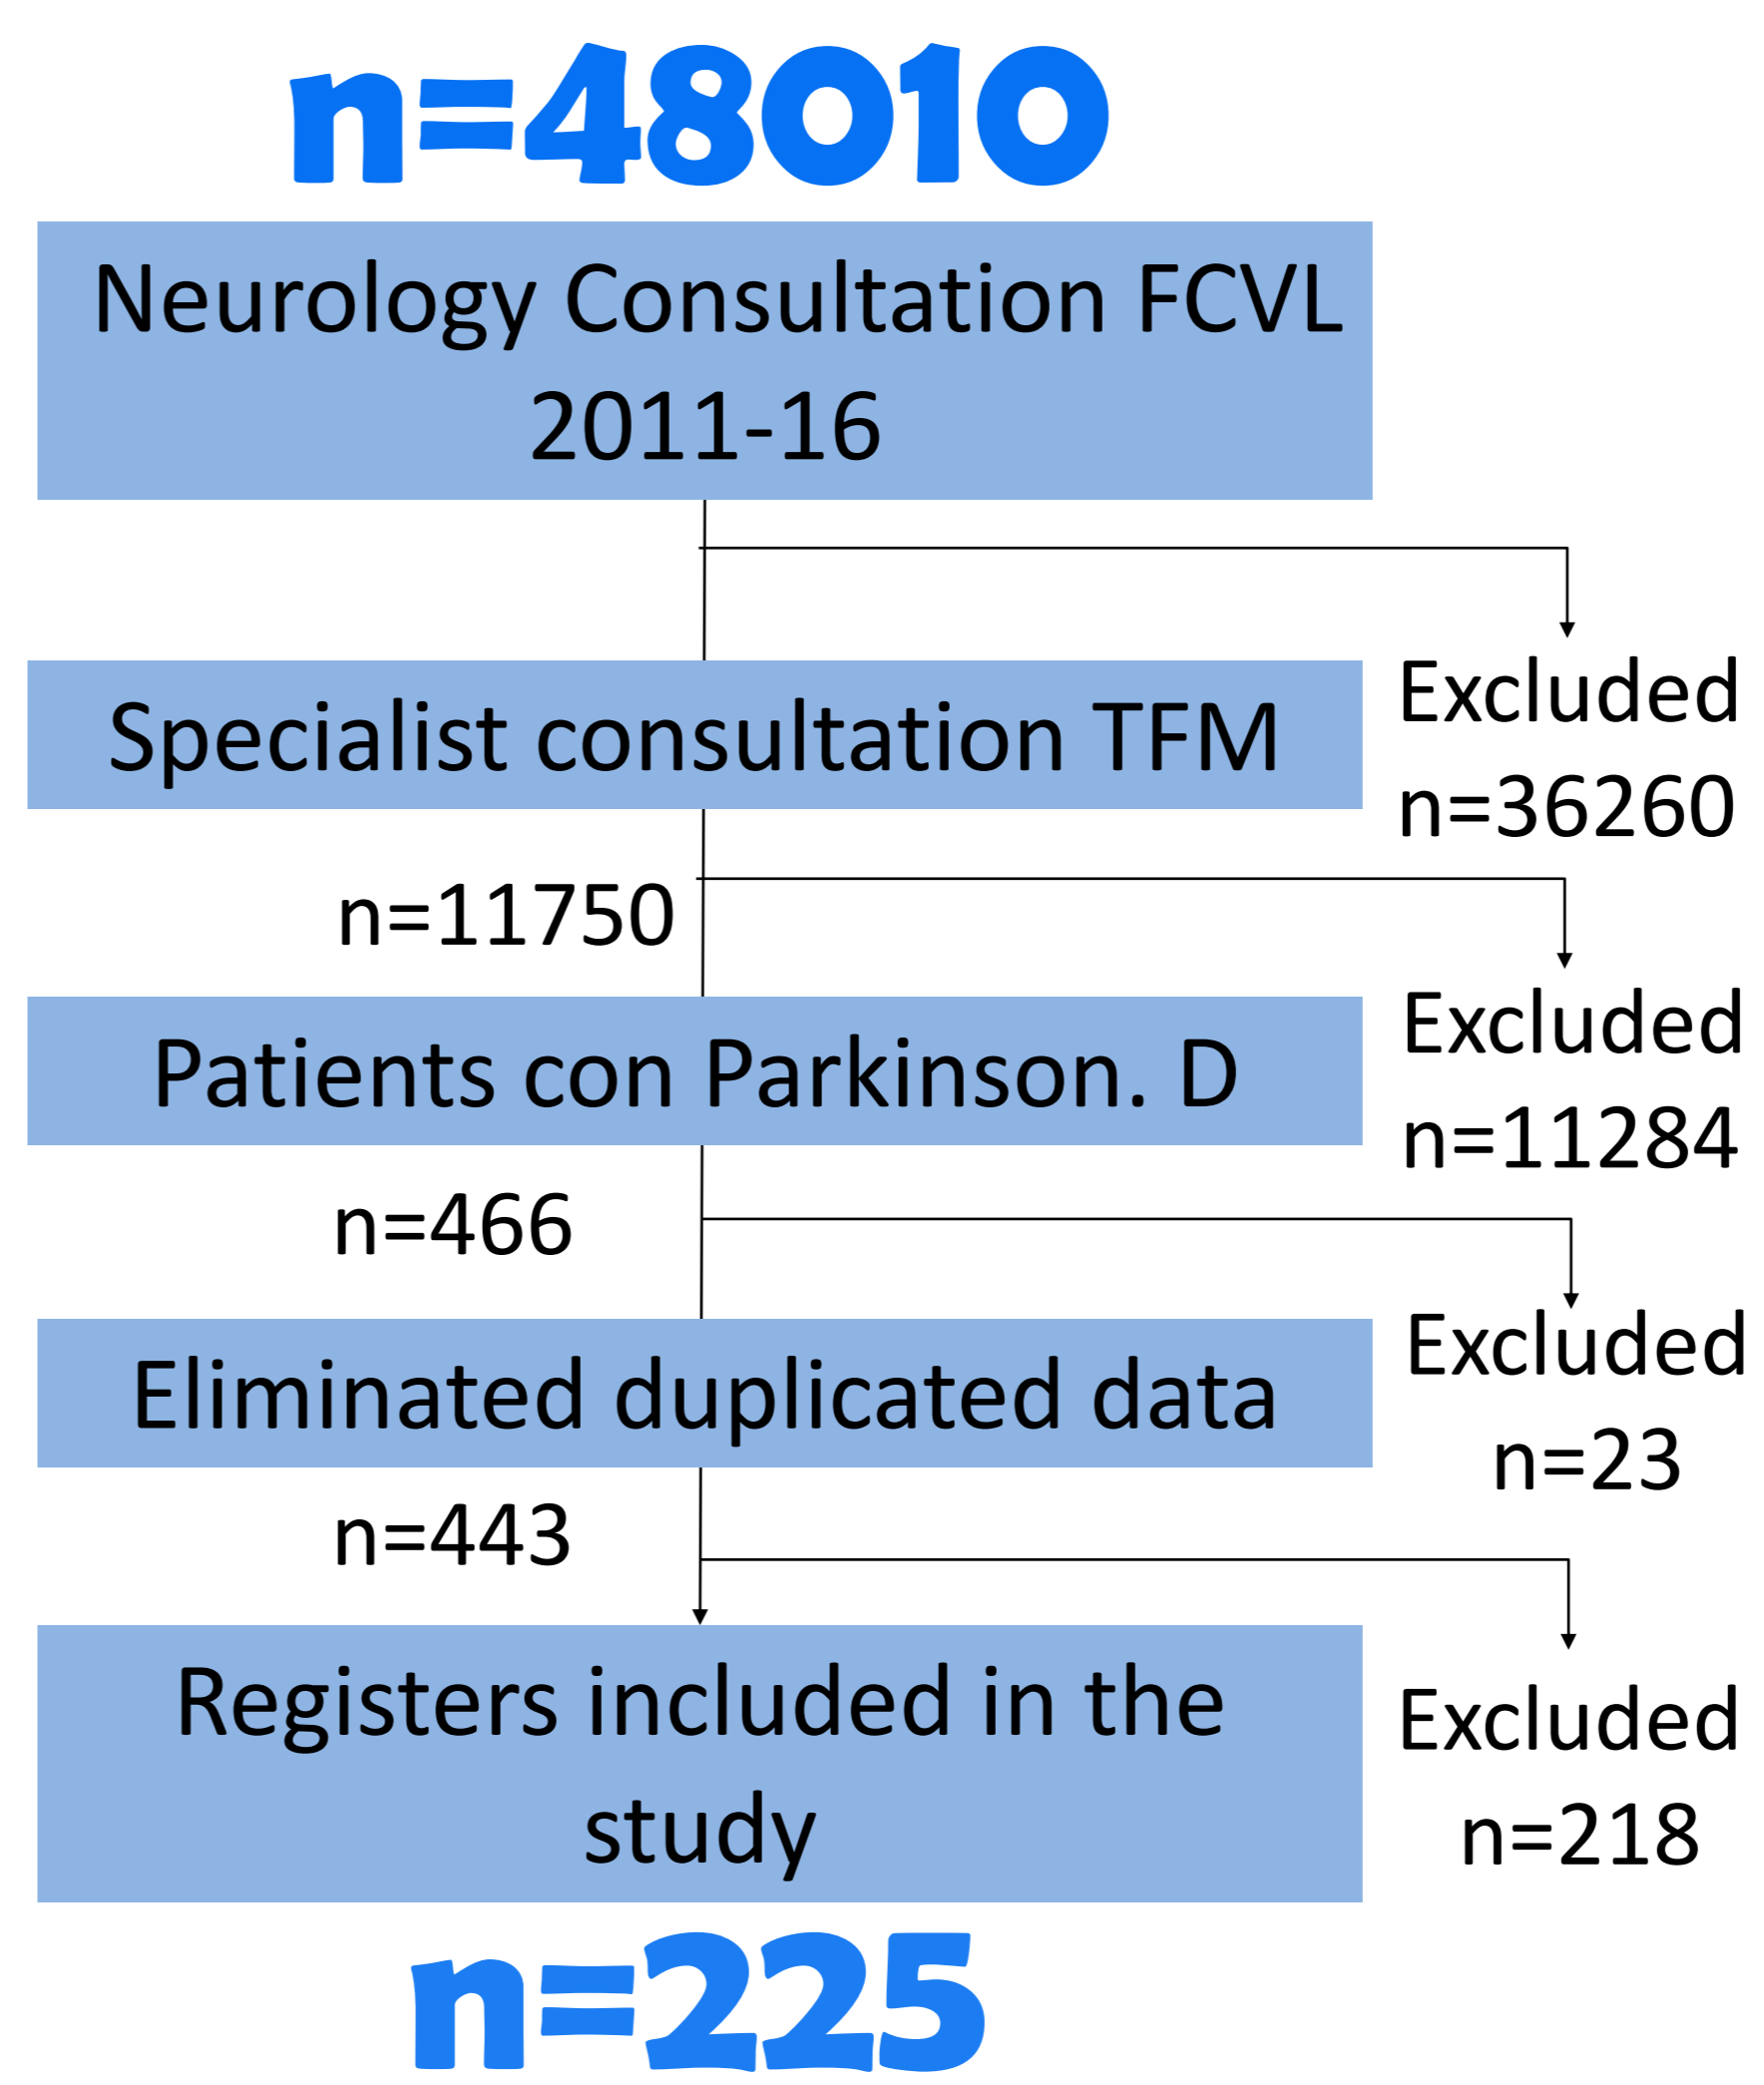 n=48010
Neurology Consultation FCVL
2011-16
Specialist consultation TFM
Excluded
n=36260
n=11750
Patients con Parkinson. D
Excluded
n=11284
n=466
Eliminated duplicated data
Excluded
n=23
n=443
Registers included in the
study
Excluded
n=218
n=225